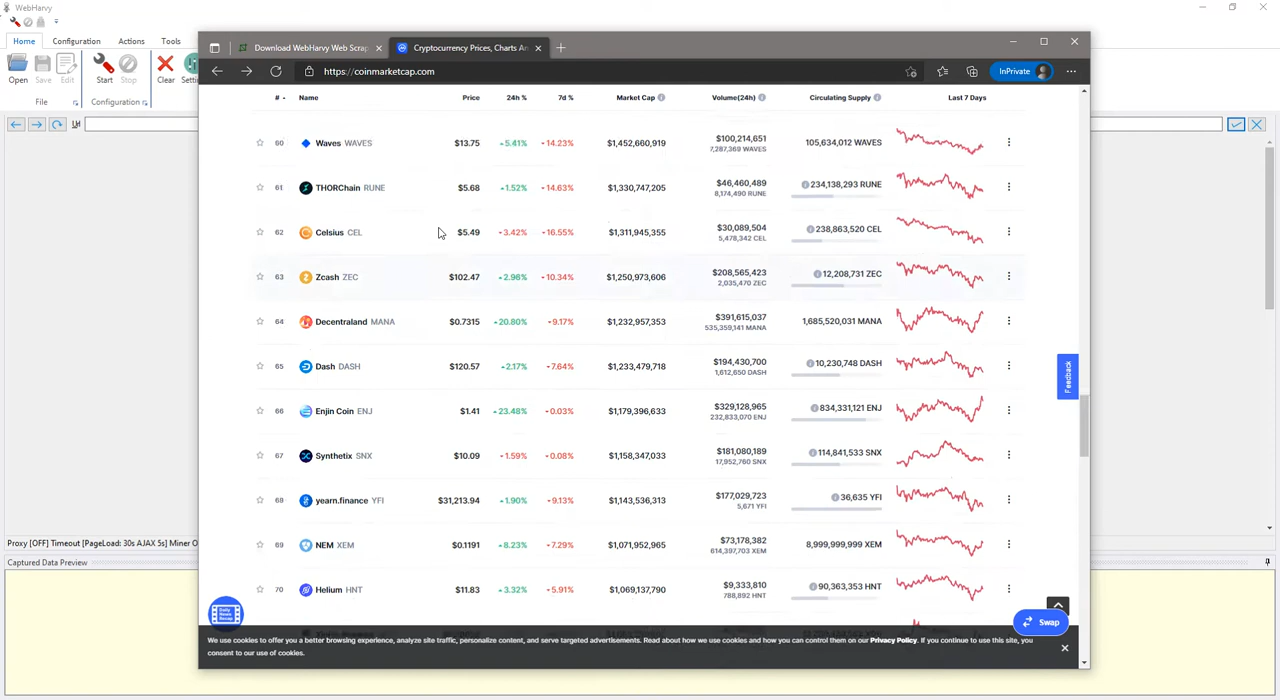 WebHarvy
Home Configuration Actions Tools
Open Save Edit Start Stop Clear
File Configuration
Url
Download WebHarvy Web Scrap
Cryptocurrency Prices, Charts An
https://coinmarketcap.com
InPrivate
# Name Price 24h % 7d % Market Cap Volume(24h) Circulating Supply Last 7 Days
60 Waves WAVES $13.75 5.41% 14.23% $1,452,660,919 $100,214,651 105,634,012 WAVES
7,287,369 WAVES
61 THORChain RUNE $5.68 1.52% 14.63% $1,330,747,205 $46,460,489 234,138,293 RUNE
8,174,490 RUNE
62 Celsius CEL $5.49 3.42% 16.55% $1,311,945,355 $30,089,504 238,863,520 CEL
5,478,342 CEL
63 Zcash ZEC $102.47 2.96% 10.34% $1,250,973,606 $208,565,423 12,208,731 ZEC
2,035,470 ZEC
64 Decentraland MANA $0.7315 20.80% 9.17% $1,232,957,353 $391,615,037 1,685,520,031 MANA
535,359,141 MANA
65 Dash DASH $120.57 2.17% 7.64% $1,233,479,718 $194,430,700 10,230,748 DASH
1,612,650 DASH
66 Enjin Coin ENJ $1.41 23.48% 0.03% $1,179,396,633 $329,128,965 834,331,121 ENJ
232,833,070 ENJ
67 Synthetix SNX $10.09 1.59% 0.08% $1,158,347,033 $181,080,189 114,841,533 SNX
17,952,760 SNX
68 yearn.finance YFI $31,213.94 1.90% 9.13% $1,143,536,313 $177,029,723 36,635 YFI
5,671 YFI
69 NEM XEM $0.1191 8.23% 7.29% $1,071,952,965 $73,178,382 8,999,999,999 XEM
614,397,703 XEM
70 Helium HNT $11.83 3.32% 5.91% $1,069,137,790 $9,333,810 90,363,353 HNT
788,892 HNT
Feedback
Swap
We use cookies to offer you a better browsing experience, analyze site traffic, personalize content, and serve targeted advertisements. Read about how we use cookies and how you can control them on our Privacy Policy. If you continue to use this site, you
consent to our use of cookies.
Proxy [OFF] Timeout [PageLoad: 30s AJAX 5s] Miner O
Captured Data Preview